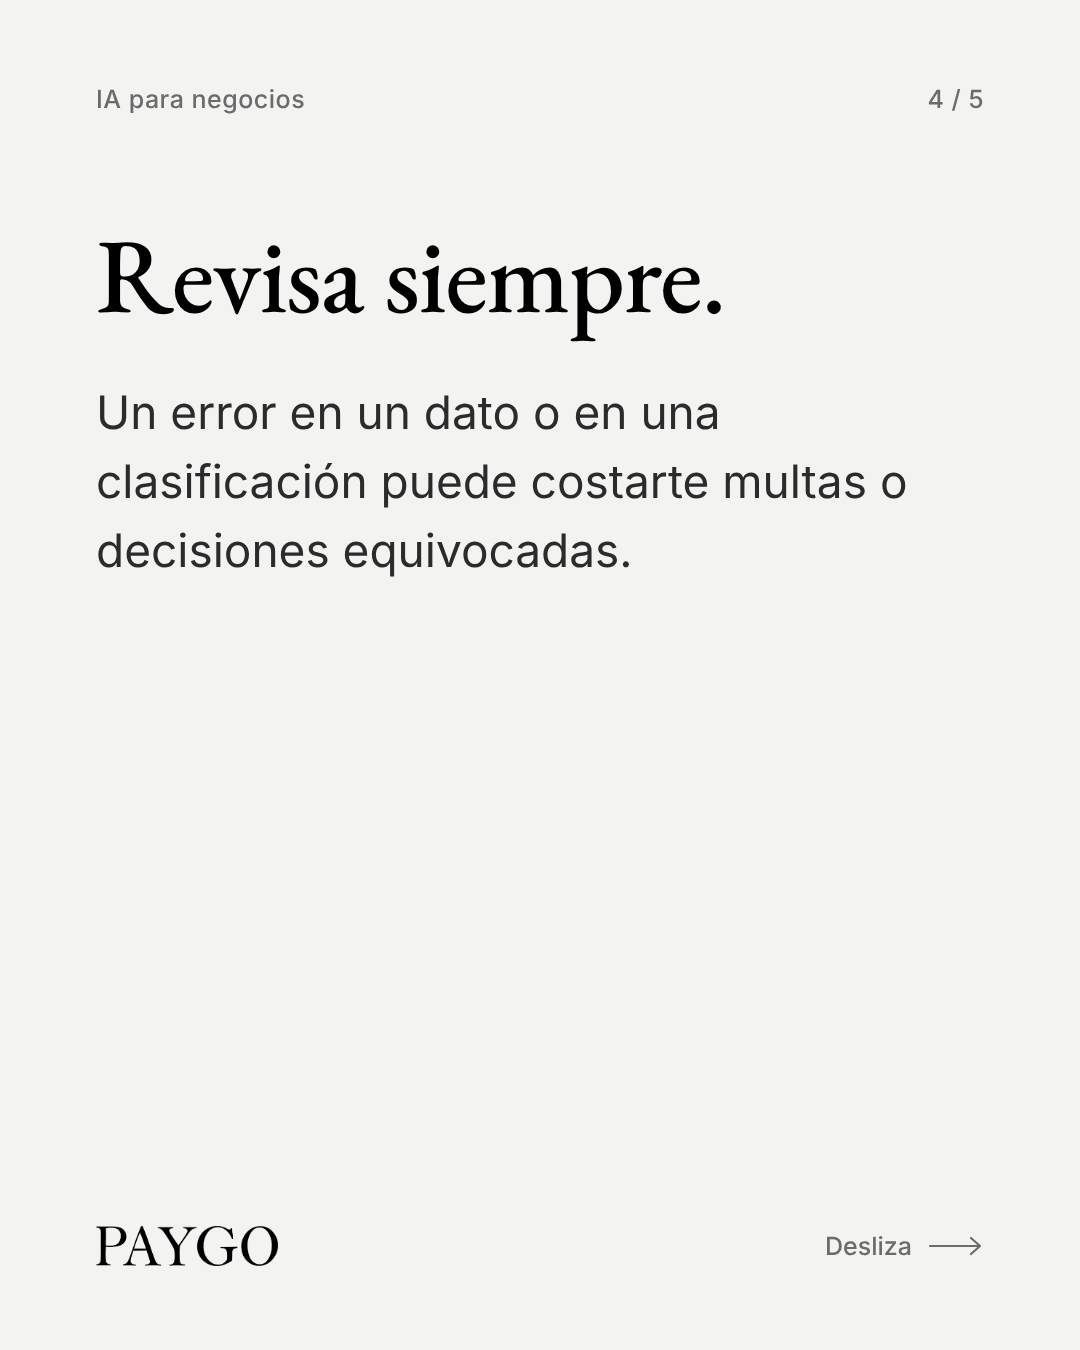 IA para negocios
4 / 5
Revisa siempre.
Un error en un dato o en una
clasificación puede costarte multas o
decisiones equivocadas.
PAYGO
Desliza